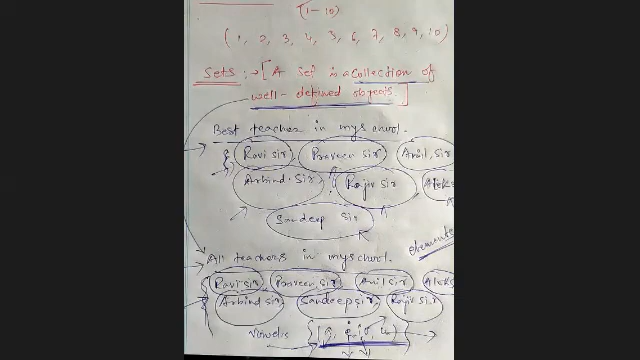 (1-10)
(1, 2, 3, 4, 5, 6, 7, 8, 9, 10)
Sets :→ [A set is a collection of
well-defined objects.]
Best teacher in my school.
{ Ravi sir Praveen sir Anil, sir
Arbind. Sir Rajiv sir Aleks
Sandeep sir
elements
All teachers in my school.
{ Ravi sir, Praveen sir, Anil sir, Aleks
Arbind sir, Sandeep sir, Rajiv sir,
vowels { a, e, i, o, u }